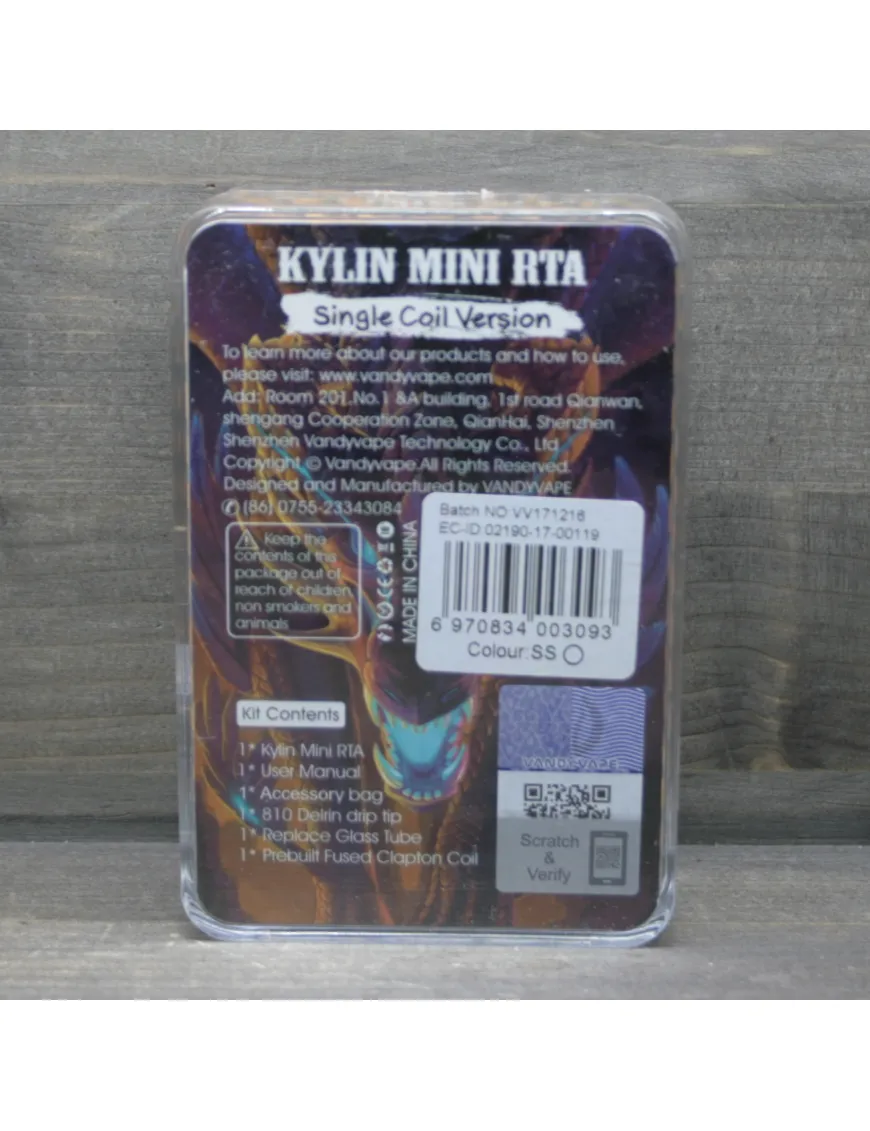 KYLIN MINI RTA
Single Coil Version
To learn more about our products and how to use,
please visit: www.vandyvape.com
Add: Room 201,No.1 &A building, 1st road Qianwan,
shengang Cooperation Zone, QianHai, Shenzhen
Shenzhen Vandyvape Technology Co., Ltd
Copyright © Vandyvape.All Rights Reserved.
Designed and Manufactured by VANDYVAPE
(86) 0755-23343084
Keep the
contents of this
package out of
reach of children,
non smokers and
animals
CE
MADE IN CHINA
Batch NO:VV171216
EC-ID:02190-17-00119
6 970834 003093
Colour:SS
Kit Contents
1* Kylin Mini RTA
1* User Manual
1* Accessory bag
1* 810 Delrin drip tip
1* Replace Glass Tube
1* Prebuilt Fused Clapton Coil
VANDYVAPE
Scratch
&
Verify